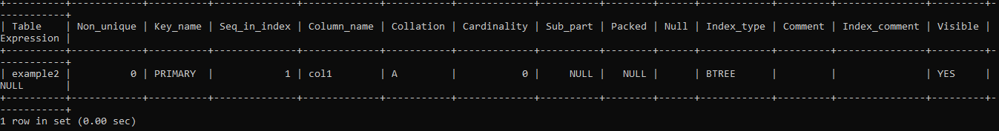 +----------+------------+----------+--------------+-------------+-----------+-------------+----------+--------+------+------------+---------+---------------+---------+-
-----------+
| Table    | Non_unique | Key_name | Seq_in_index | Column_name | Collation | Cardinality | Sub_part | Packed | Null | Index_type | Comment | Index_comment | Visible |
Expression |
+----------+------------+----------+--------------+-------------+-----------+-------------+----------+--------+------+------------+---------+---------------+---------+-
-----------+
| example2 |          0 | PRIMARY  |            1 | col1        | A         |           0 |     NULL |   NULL |      | BTREE      |         |               | YES     |
NULL       |
+----------+------------+----------+--------------+-------------+-----------+-------------+----------+--------+------+------------+---------+---------------+---------+-
-----------+
1 row in set (0.00 sec)